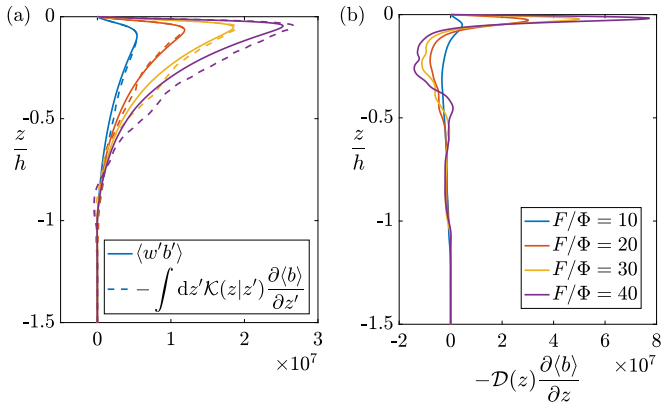 (a)
0
-0.5
z/h
-1
-1.5
⟨w′b′⟩
− ∫ dz′𝒦(z|z′) ∂⟨b⟩/∂z′
0 1 2 3
×10⁷
(b)
0
-0.5
z/h
-1
-1.5
F/Φ = 10
F/Φ = 20
F/Φ = 30
F/Φ = 40
-2 0 2 4 6 8
×10⁷
−𝒟(z) ∂⟨b⟩/∂z